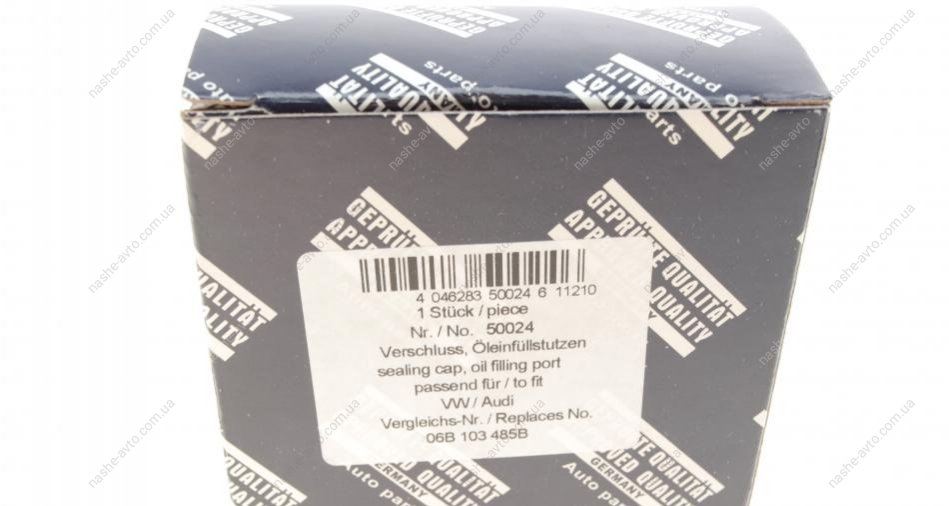 GEPRÜFTE QUALITÄT
APPROVED QUALITY
GERMANY
Auto parts
nashe-avto.com.ua
4 046283 50024 6 11210
1 Stück / piece
Nr. / No. 50024
Verschluss, Öleinfüllstutzen
sealing cap, oil filling port
passend für / to fit
VW / Audi
Vergleichs-Nr. / Replaces No.
06B 103 485B